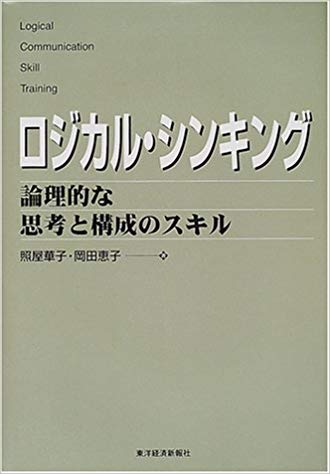 Logical
Communication
Skill
Training
ロジカル・シンキング
論理的な
思考と構成のスキル
照屋華子・岡田恵子——著
東洋経済新報社